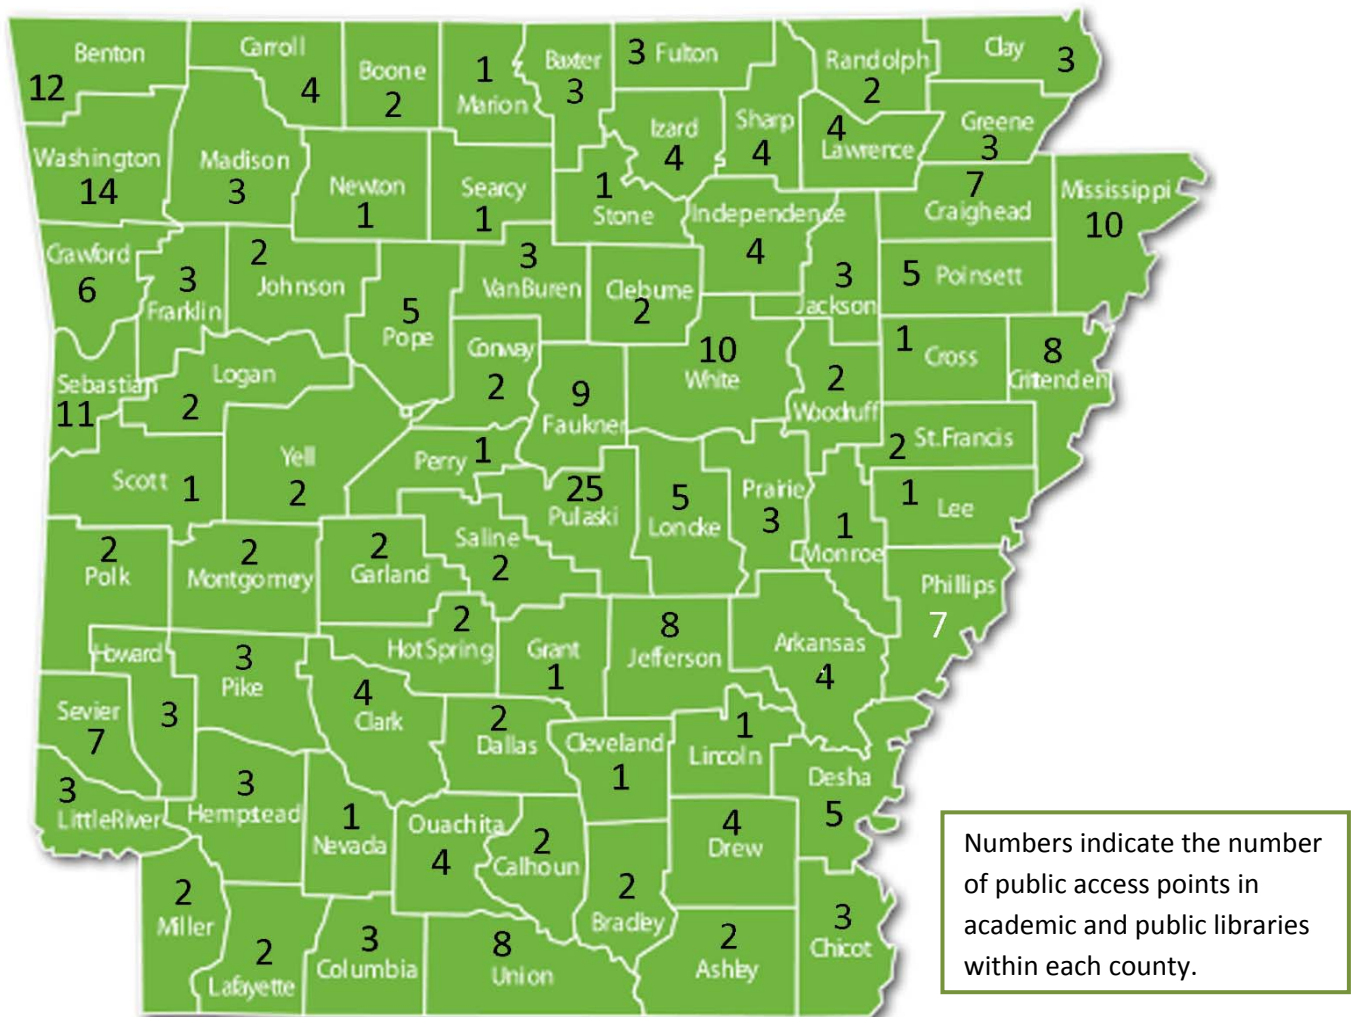 Benton
12
Carroll
4
Boone
2
1
Marion
Baxter
3
3 Fulton
Randolph
2
Clay 3
Washington
14
Madison
3
Newton
1
Searcy
1
1
Stone
Izard
4
Sharp
4
4
Lawrence
Greene
3
7
Craighead
Mississippi
10
Independence
4
Crawford
6
3
Franklin
2
Johnson
5
Pope
3
VanBuren
Cleburne
2
3
Jackson
5 Poinsett
Sebastian
11
Logan
2
Conway
2
9
Faukner
10
White
2
Woodruff
1 Cross
8
Crittenden
Scott 1
Yell
2
Perry 1
25
Pulaski
5
Loncke
Prairie
3
1
Monroe
2 St.Francis
1 Lee
2
Polk
2
Montgomery
2
Garland
Saline
2
Phillips
7
Howard
3
3
Pike
2
HotSpring
Grant
1
8
Jefferson
Arkansas
4
Sevier
7
4
Clark
2
Dallas
Cleveland
1
1
Lincoln
Desha
5
3
LittleRiver
3
Hempstead
1
Nevada
Ouachita
4
2
Calhoun
2
Bradley
4
Drew
2
Miller
2
Lafayette
3
Columbia
8
Union
2
Ashley
3
Chicot
Numbers indicate the number
of public access points in
academic and public libraries
within each county.